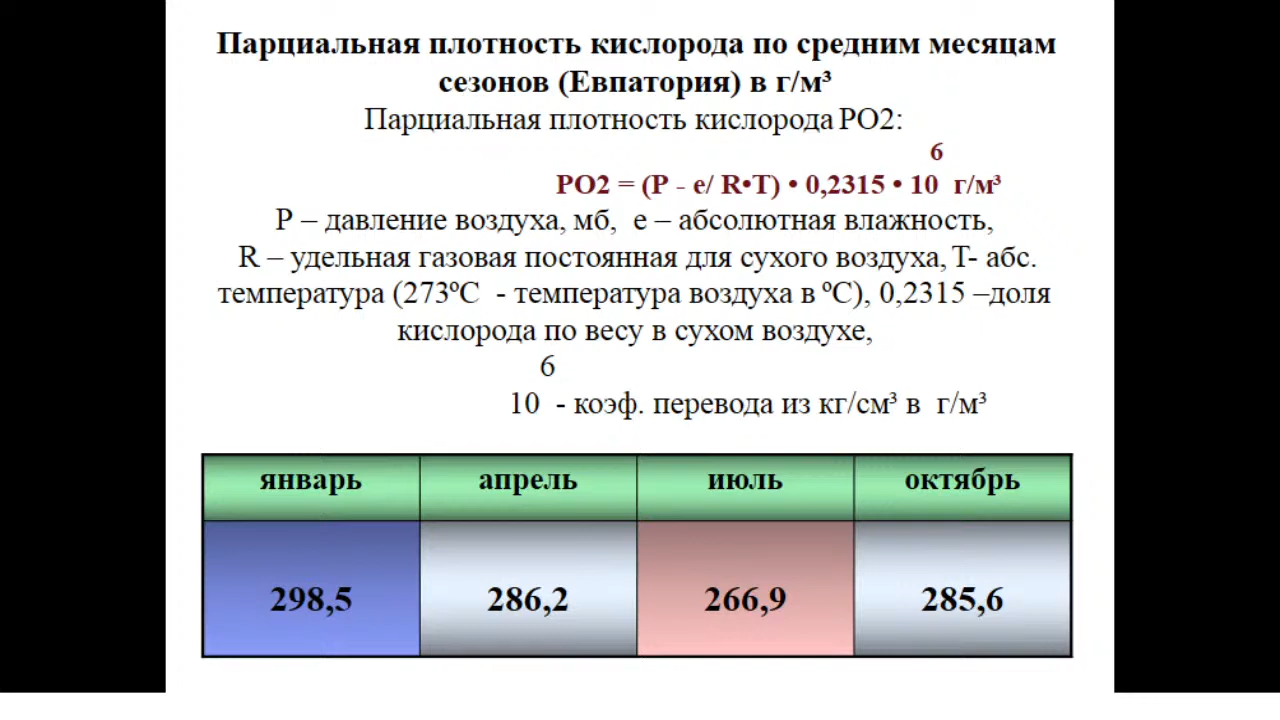 Парциальная плотность кислорода по средним месяцам
сезонов (Евпатория) в г/м³
Парциальная плотность кислорода РО2:
6
РО2 = (Р - е/ R•T) • 0,2315 • 10 г/м³
Р – давление воздуха, мб, е – абсолютная влажность,
R – удельная газовая постоянная для сухого воздуха, Т- абс.
температура (273ºС - температура воздуха в ºС), 0,2315 –доля
кислорода по весу в сухом воздухе,
6
10 - коэф. перевода из кг/см³ в г/м³
январь апрель июль октябрь
298,5 286,2 266,9 285,6